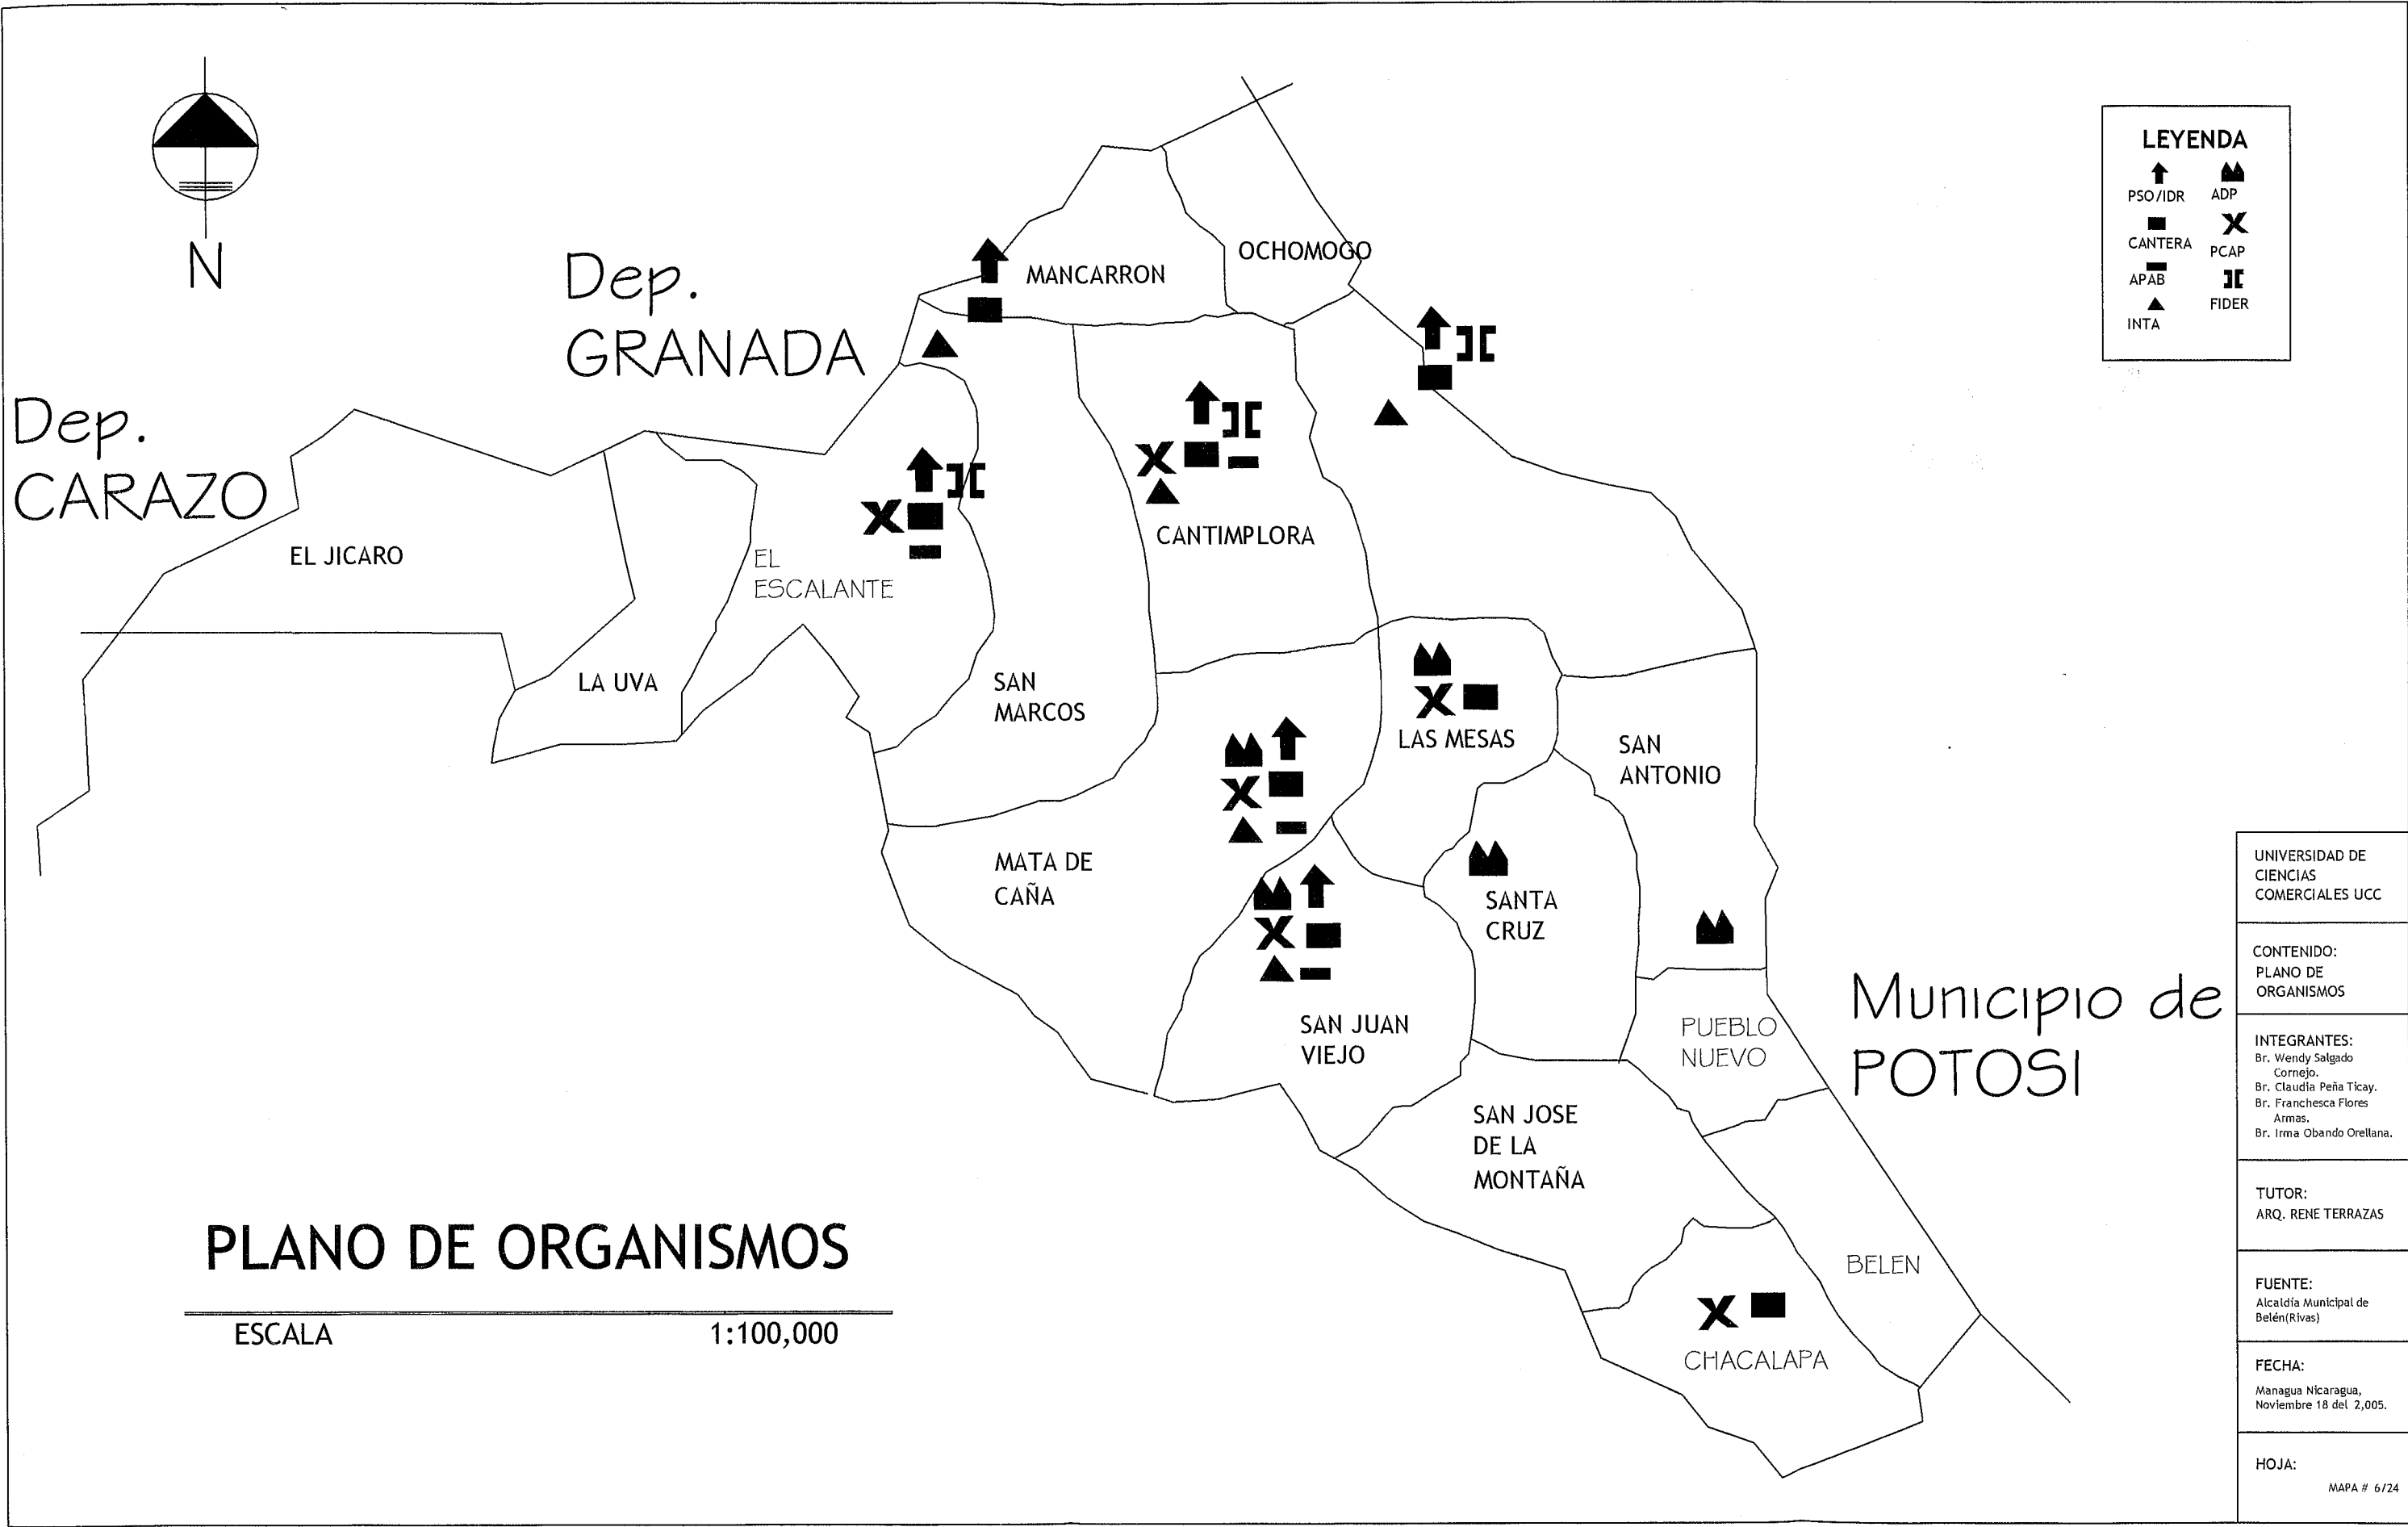 N
Dep.
GRANADA
Dep.
CARAZO
MANCARRON
OCHOMOGO
EL JICARO
EL
ESCALANTE
CANTIMPLORA
LA UVA
SAN
MARCOS
LAS MESAS
SAN
ANTONIO
MATA DE
CAÑA
SANTA
CRUZ
SAN JUAN
VIEJO
PUEBLO
NUEVO
Municipio de
POTOSI
SAN JOSE
DE LA
MONTAÑA
BELEN
CHACALAPA
PLANO DE ORGANISMOS
ESCALA 1:100,000
LEYENDA
PSO/IDR ADP
CANTERA PCAP
APAB FIDER
INTA
UNIVERSIDAD DE
CIENCIAS
COMERCIALES UCC
CONTENIDO:
PLANO DE
ORGANISMOS
INTEGRANTES:
Br. Wendy Salgado
Cornejo.
Br. Claudia Peña Ticay.
Br. Franchesca Flores
Armas.
Br. Irma Obando Orellana.
TUTOR:
ARQ. RENE TERRAZAS
FUENTE:
Alcaldía Municipal de
Belén(Rivas)
FECHA:
Managua Nicaragua,
Noviembre 18 del 2,005.
HOJA:
MAPA # 6/24